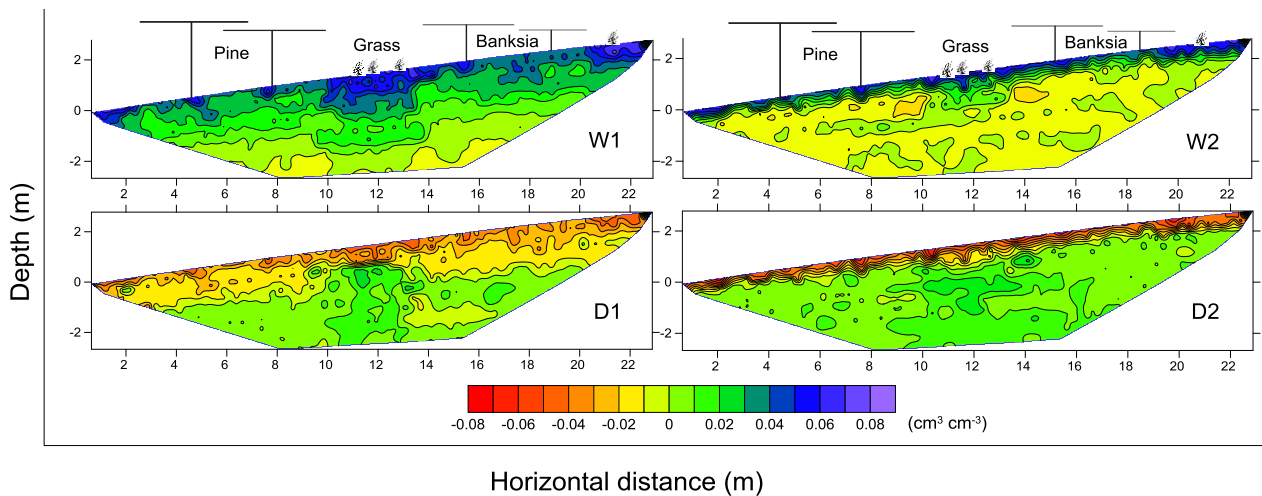 Pine
Grass
Banksia
2
0
-2
W1
2 4 6 8 10 12 14 16 18 20 22
Pine
Grass
Banksia
2
0
-2
W2
2 4 6 8 10 12 14 16 18 20 22
Depth (m)
2
0
-2
D1
2 4 6 8 10 12 14 16 18 20 22
2
0
-2
D2
2 4 6 8 10 12 14 16 18 20 22
-0.08 -0.06 -0.04 -0.02 0 0.02 0.04 0.06 0.08 (cm³ cm⁻³)
Horizontal distance (m)